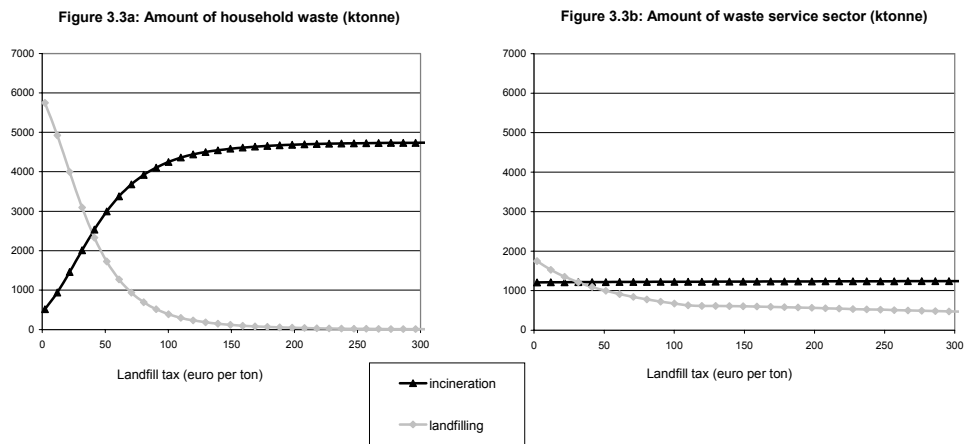 Figure 3.3a: Amount of household waste (ktonne)
7000
6000
5000
4000
3000
2000
1000
0
0 50 100 150 200 250 300
Landfill tax (euro per ton)
Figure 3.3b: Amount of waste service sector (ktonne)
7000
6000
5000
4000
3000
2000
1000
0
0 50 100 150 200 250 300
Landfill tax (euro per ton)
incineration
landfilling